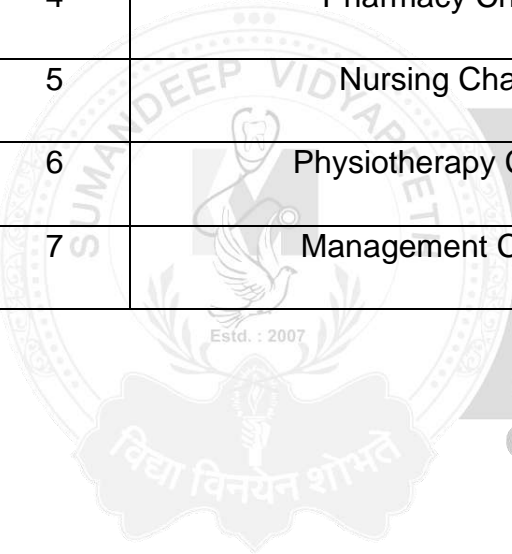 4 Pharmacy Ch
5 Nursing Cha
6 Physiotherapy
7 Management C
SUMANDEEP VIDYAPEETH
Estd. : 2007
विद्या विनयेन शोभते